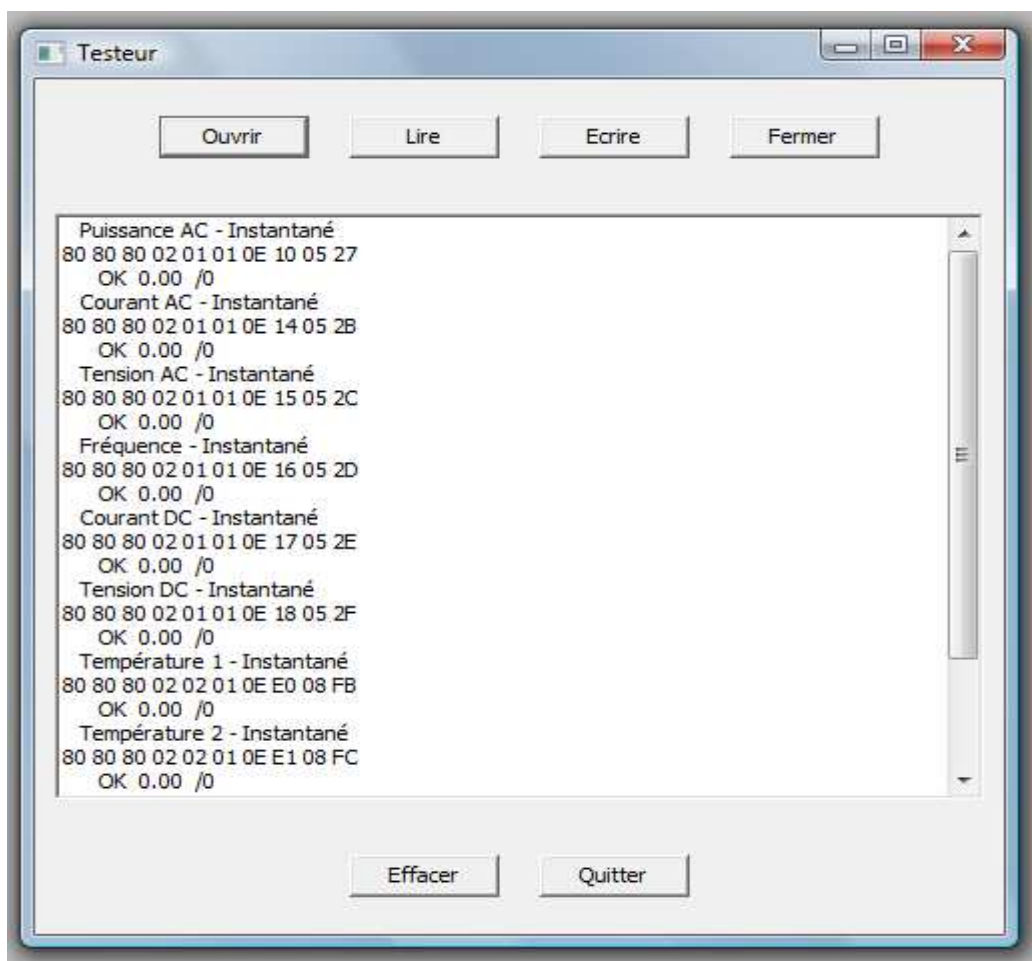 Testeur
Ouvrir Lire Ecrire Fermer
Puissance AC - Instantané
80 80 80 02 01 01 0E 10 05 27
OK 0.00 /0
Courant AC - Instantané
80 80 80 02 01 01 0E 14 05 2B
OK 0.00 /0
Tension AC - Instantané
80 80 80 02 01 01 0E 15 05 2C
OK 0.00 /0
Fréquence - Instantané
80 80 80 02 01 01 0E 16 05 2D
OK 0.00 /0
Courant DC - Instantané
80 80 80 02 01 01 0E 17 05 2E
OK 0.00 /0
Tension DC - Instantané
80 80 80 02 01 01 0E 18 05 2F
OK 0.00 /0
Température 1 - Instantané
80 80 80 02 02 01 0E E0 08 FB
OK 0.00 /0
Température 2 - Instantané
80 80 80 02 02 01 0E E1 08 FC
OK 0.00 /0
Effacer Quitter